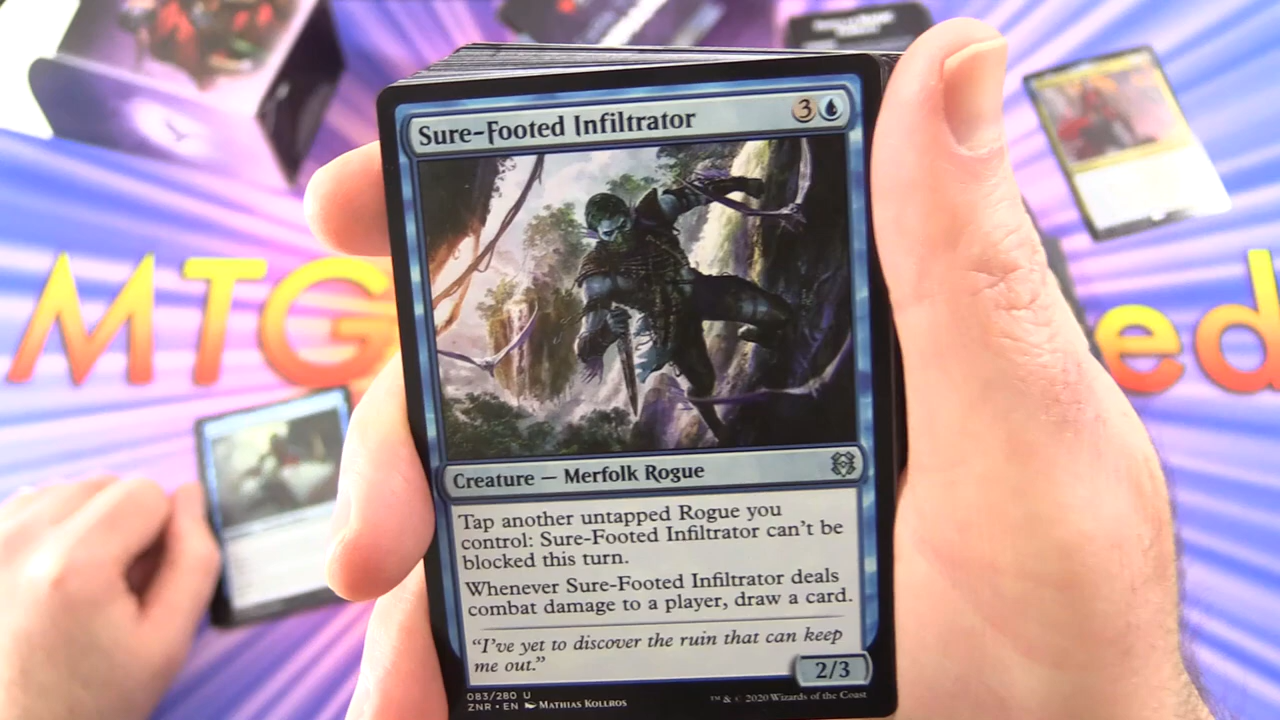 Sure-Footed Infiltrator 3
MTG ed
Creature — Merfolk Rogue
Tap another untapped Rogue you
control: Sure-Footed Infiltrator can't be
blocked this turn.
Whenever Sure-Footed Infiltrator deals
combat damage to a player, draw a card.
"I've yet to discover the ruin that can keep
me out."
2/3
083/280 U
ZNR • EN MATHIAS KOLLROS
™ & © 2020 Wizards of the Coast